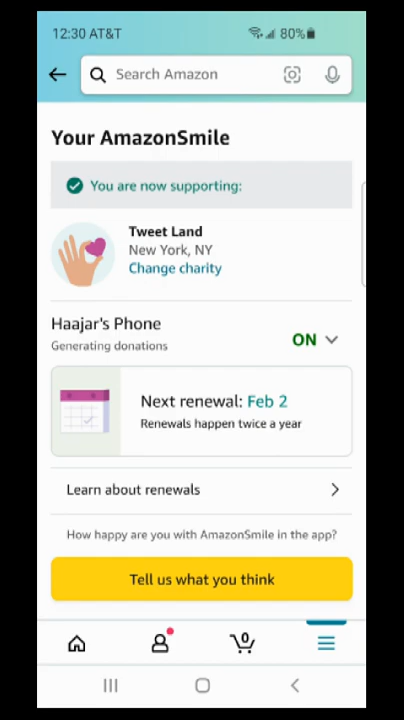 12:30 AT&T 80%
Search Amazon
Your AmazonSmile
You are now supporting:
Tweet Land
New York, NY
Change charity
Haajar's Phone
Generating donations
ON
Next renewal: Feb 2
Renewals happen twice a year
Learn about renewals
How happy are you with AmazonSmile in the app?
Tell us what you think
0